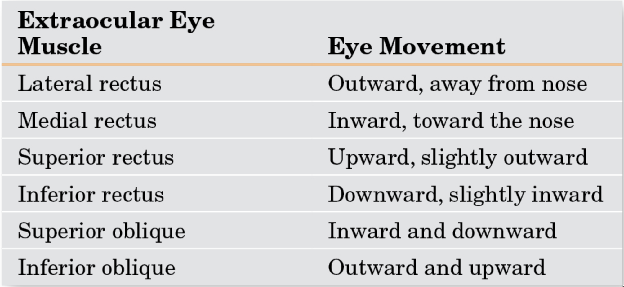 Extraocular Eye
Muscle Eye Movement
Lateral rectus Outward, away from nose
Medial rectus Inward, toward the nose
Superior rectus Upward, slightly outward
Inferior rectus Downward, slightly inward
Superior oblique Inward and downward
Inferior oblique Outward and upward